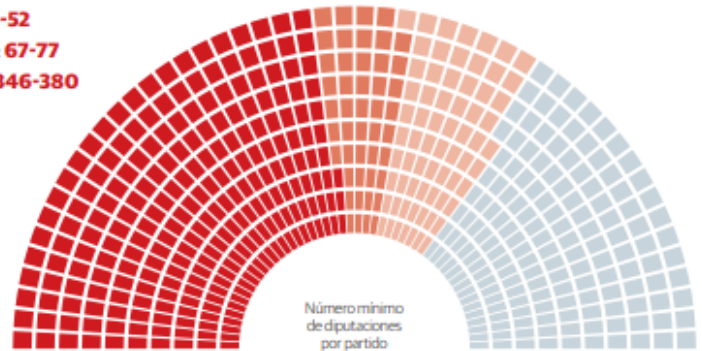 -52
67-77
346-380
Número mínimo
de diputaciones
por partido